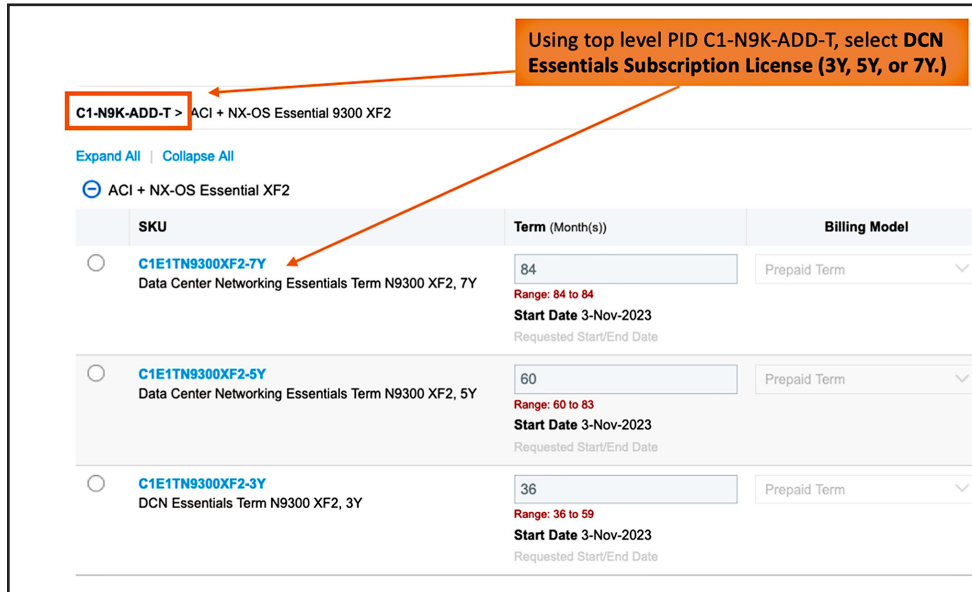 Using top level PID C1-N9K-ADD-T, select DCN
Essentials Subscription License (3Y, 5Y, or 7Y.)
C1-N9K-ADD-T > ACI + NX-OS Essential 9300 XF2
Expand All | Collapse All
ACI + NX-OS Essential XF2
SKU Term (Month(s)) Billing Model
C1E1TN9300XF2-7Y 84 Prepaid Term
Data Center Networking Essentials Term N9300 XF2, 7Y
Range: 84 to 84
Start Date 3-Nov-2023
Requested Start/End Date
C1E1TN9300XF2-5Y 60 Prepaid Term
Data Center Networking Essentials Term N9300 XF2, 5Y
Range: 60 to 83
Start Date 3-Nov-2023
Requested Start/End Date
C1E1TN9300XF2-3Y 36 Prepaid Term
DCN Essentials Term N9300 XF2, 3Y
Range: 36 to 59
Start Date 3-Nov-2023
Requested Start/End Date